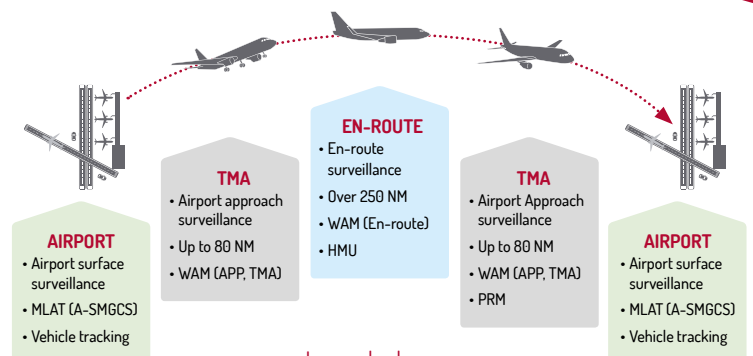 AIRPORT
• Airport surface
surveillance
• MLAT (A-SMGCS)
• Vehicle tracking
TMA
• Airport approach
surveillance
• Up to 80 NM
• WAM (APP, TMA)
EN-ROUTE
• En-route
surveillance
• Over 250 NM
• WAM (En-route)
• HMU
TMA
• Airport Approach
surveillance
• Up to 80 NM
• WAM (APP, TMA)
• PRM
AIRPORT
• Airport surface
surveillance
• MLAT (A-SMGCS)
• Vehicle tracking